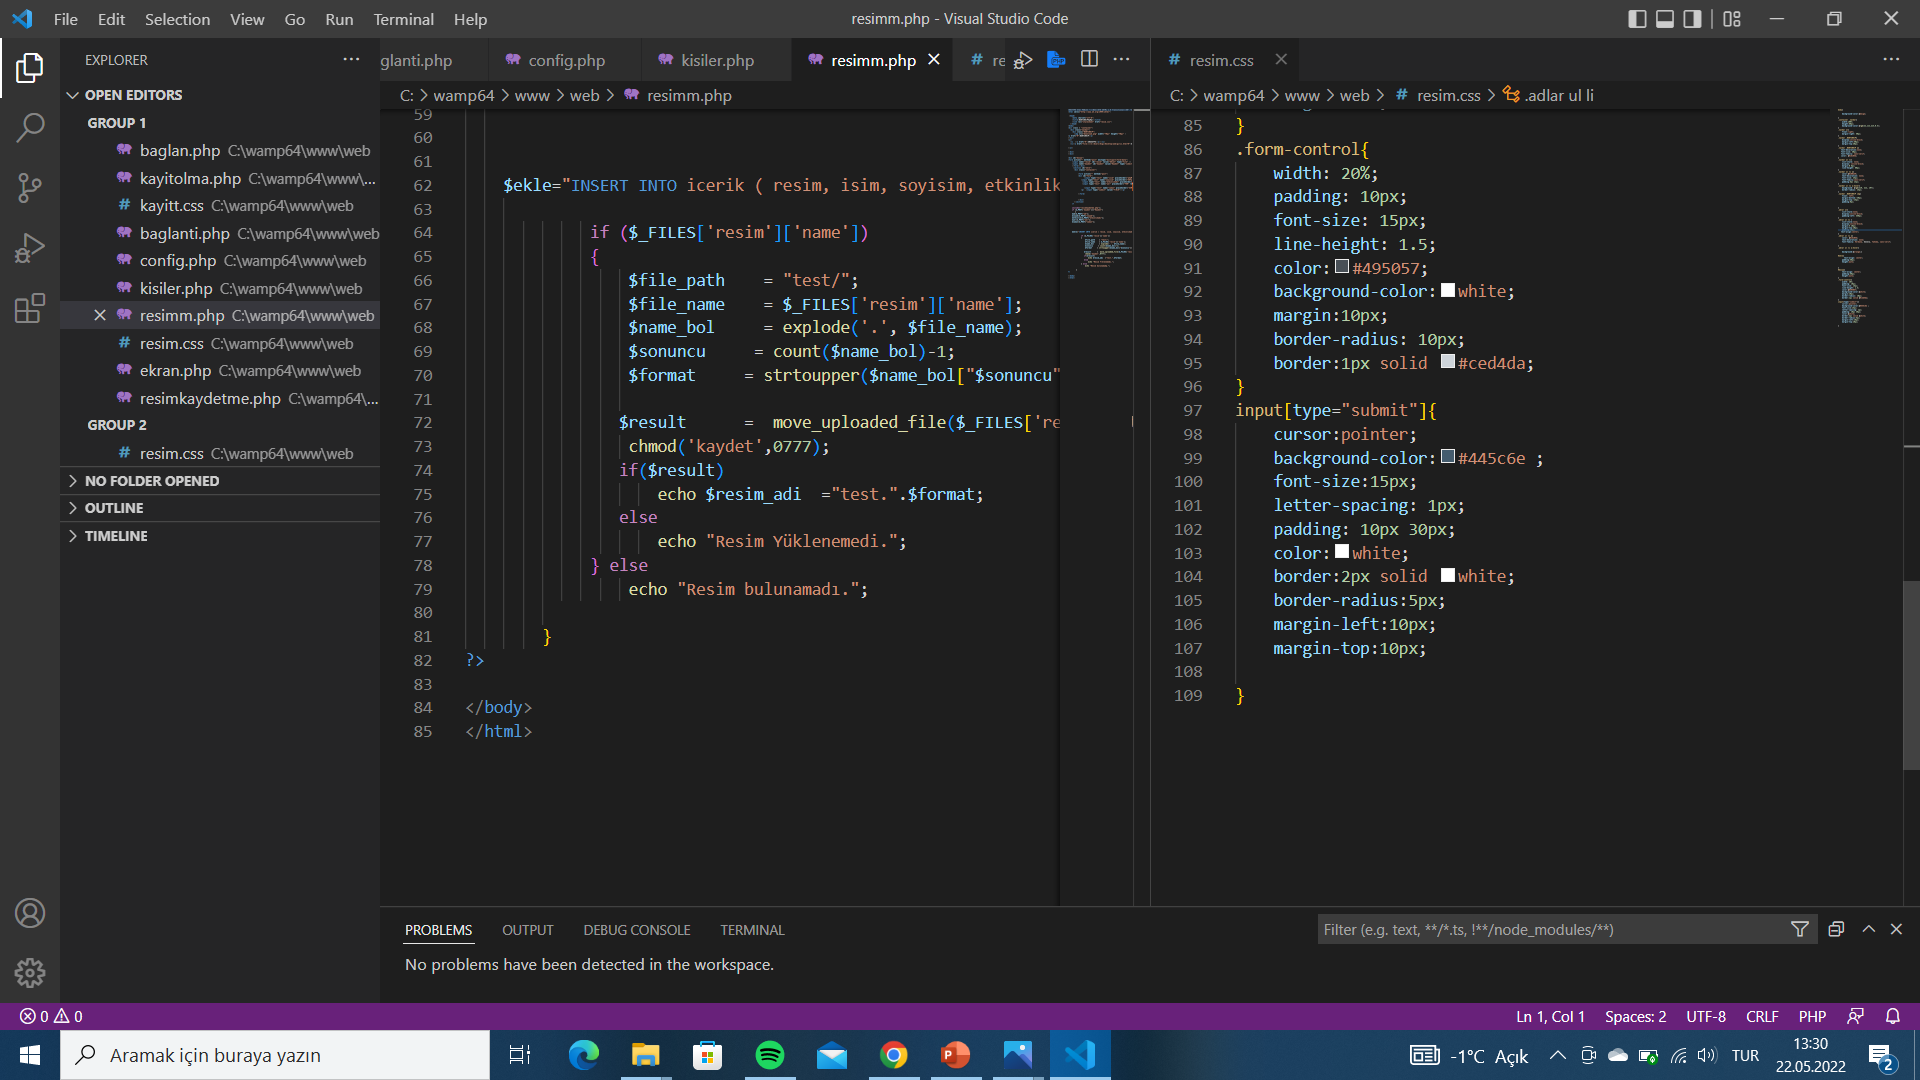 File Edit Selection View Go Run Terminal Help
resimm.php - Visual Studio Code
EXPLORER
OPEN EDITORS
GROUP 1
baglan.php C:\wamp64\www\web
kayitolma.php C:\wamp64\www\...
kayitt.css C:\wamp64\www\web
baglanti.php C:\wamp64\www\web
config.php C:\wamp64\www\web
kisiler.php C:\wamp64\www\web
resimm.php C:\wamp64\www\web
resim.css C:\wamp64\www\web
ekran.php C:\wamp64\www\web
resimkaydetme.php C:\wamp64\...
GROUP 2
resim.css C:\wamp64\www\web
NO FOLDER OPENED
OUTLINE
TIMELINE
glanti.php config.php kisiler.php resimm.php re
C: > wamp64 > www > web > resimm.php
59
60
61
62 $ekle="INSERT INTO icerik ( resim, isim, soyisim, etkinlik
63
64 if ($_FILES['resim']['name'])
65 {
66 $file_path = "test/";
67 $file_name = $_FILES['resim']['name'];
68 $name_bol = explode('.', $file_name);
69 $sonuncu = count($name_bol)-1;
70 $format = strtoupper($name_bol["$sonuncu"
71
72 $result = move_uploaded_file($_FILES['re
73 chmod('kaydet',0777);
74 if($result)
75 echo $resim_adi ="test.".$format;
76 else
77 echo "Resim Yüklenemedi.";
78 } else
79 echo "Resim bulunamadı.";
80
81 }
82 ?>
83
84 </body>
85 </html>
resim.css
C: > wamp64 > www > web > # resim.css > .adlar ul li
85 }
86 .form-control{
87 width: 20%;
88 padding: 10px;
89 font-size: 15px;
90 line-height: 1.5;
91 color: #495057;
92 background-color: white;
93 margin:10px;
94 border-radius: 10px;
95 border:1px solid #ced4da;
96 }
97 input[type="submit"]{
98 cursor:pointer;
99 background-color: #445c6e ;
100 font-size:15px;
101 letter-spacing: 1px;
102 padding: 10px 30px;
103 color: white;
104 border:2px solid white;
105 border-radius:5px;
106 margin-left:10px;
107 margin-top:10px;
108
109 }
PROBLEMS OUTPUT DEBUG CONSOLE TERMINAL
Filter (e.g. text, **/*.ts, !**/node_modules/**)
No problems have been detected in the workspace.
0 0
Ln 1, Col 1 Spaces: 2 UTF-8 CRLF PHP
Aramak için buraya yazın
-1°C Açık
TUR
13:30
22.05.2022
2